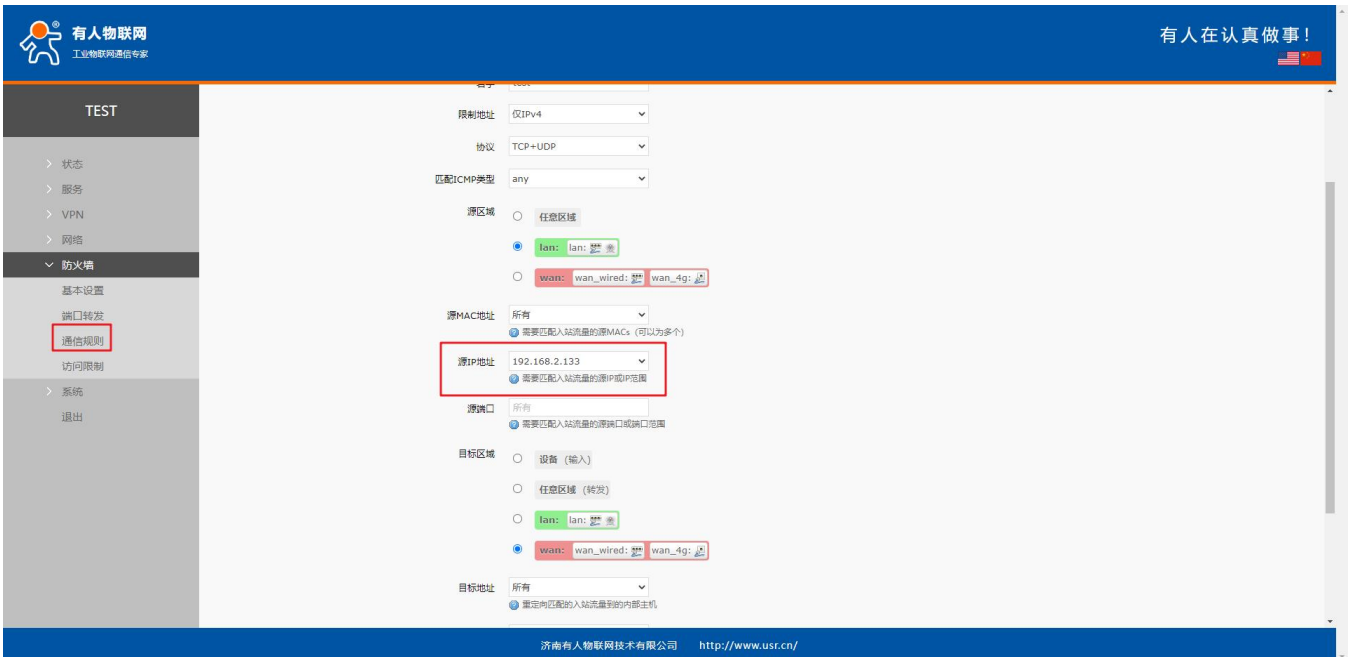 有人物联网
工业物联网通信专家
有人在认真做事!
TEST
状态
服务
VPN
网络
防火墙
基本设置
端口转发
通信规则
访问限制
系统
退出
名字 test
限制地址 仅IPv4
协议 TCP+UDP
匹配ICMP类型 any
源区域 任意区域
lan: lan:
wan: wan_wired: wan_4g:
源MAC地址 所有
需要匹配入站流量的源MACs(可以为多个)
源IP地址 192.168.2.133
需要匹配入站流量的源IP或IP范围
源端口 所有
需要匹配入站流量的源端口或端口范围
目标区域 设备 (输入)
任意区域 (转发)
lan: lan:
wan: wan_wired: wan_4g:
目标地址 所有
重定向匹配的入站流量到的内部主机
济南有人物联网技术有限公司 http://www.usr.cn/